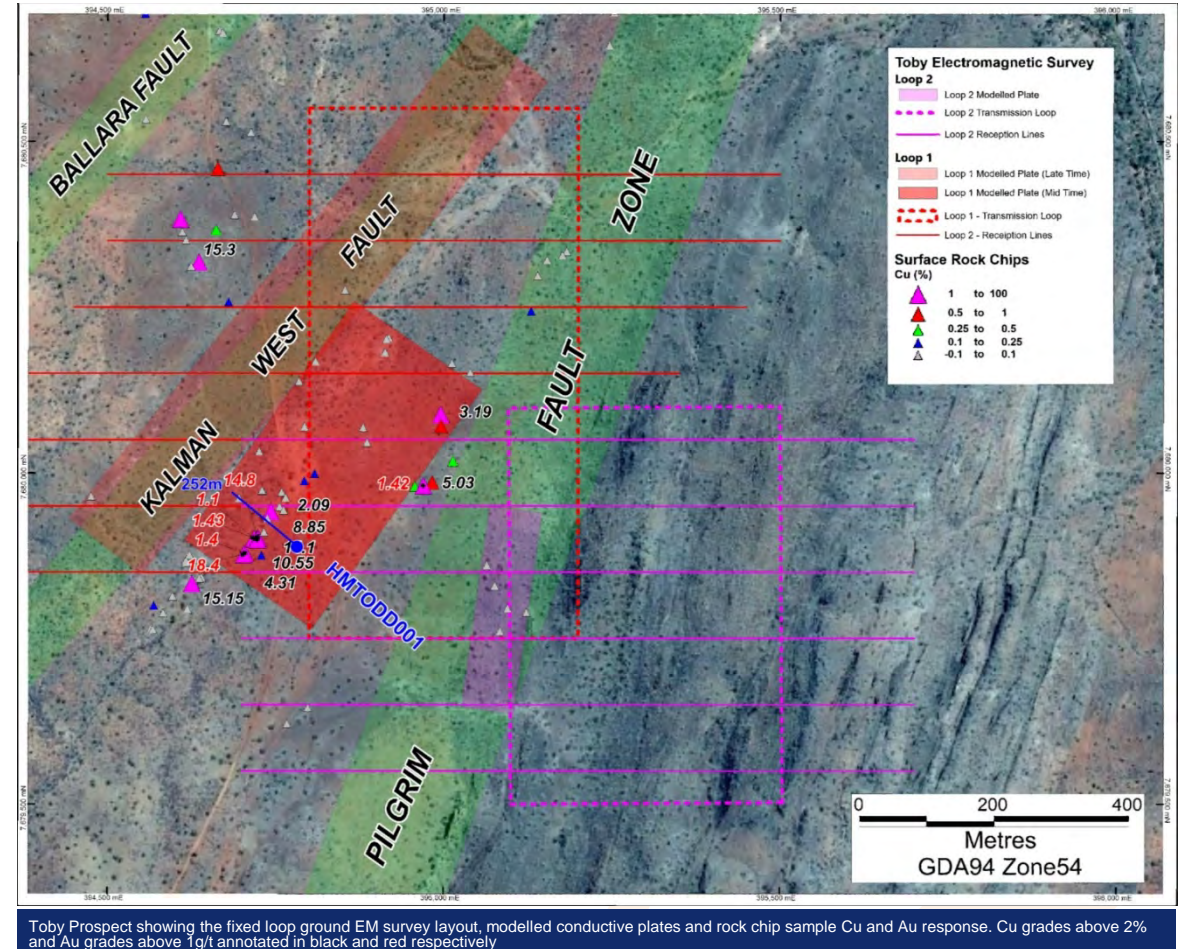 394,500 mE 395,000 mE 395,500 mE 396,000 mE
BALLARA FAULT
KALMAN WEST FAULT
PILGRIM FAULT ZONE
Toby Electromagnetic Survey
Loop 2
Loop 2 Modelled Plate
Loop 2 Transmission Loop
Loop 2 Reception Lines
Loop 1
Loop 1 Modelled Plate (Late Time)
Loop 1 Modelled Plate (Mid Time)
Loop 1 - Transmission Loop
Surface Rock Chips
Cu (%)
1 to 100
0.5 to 1
0.25 to 0.5
0.1 to 0.25
-0.1 to 0.1
15.3
3.19
1.42
5.03
252m
14.8
1.1
2.09
1.43
8.85
1.4
10.55
18.4
4.31
15.15
HMTODD001
0 200 400
Metres
GDA94 Zone54
Toby Prospect showing the fixed loop ground EM survey layout, modelled conductive plates and rock chip sample Cu and Au response. Cu grades above 2%
and Au grades above 1g/t annotated in black and red respectively